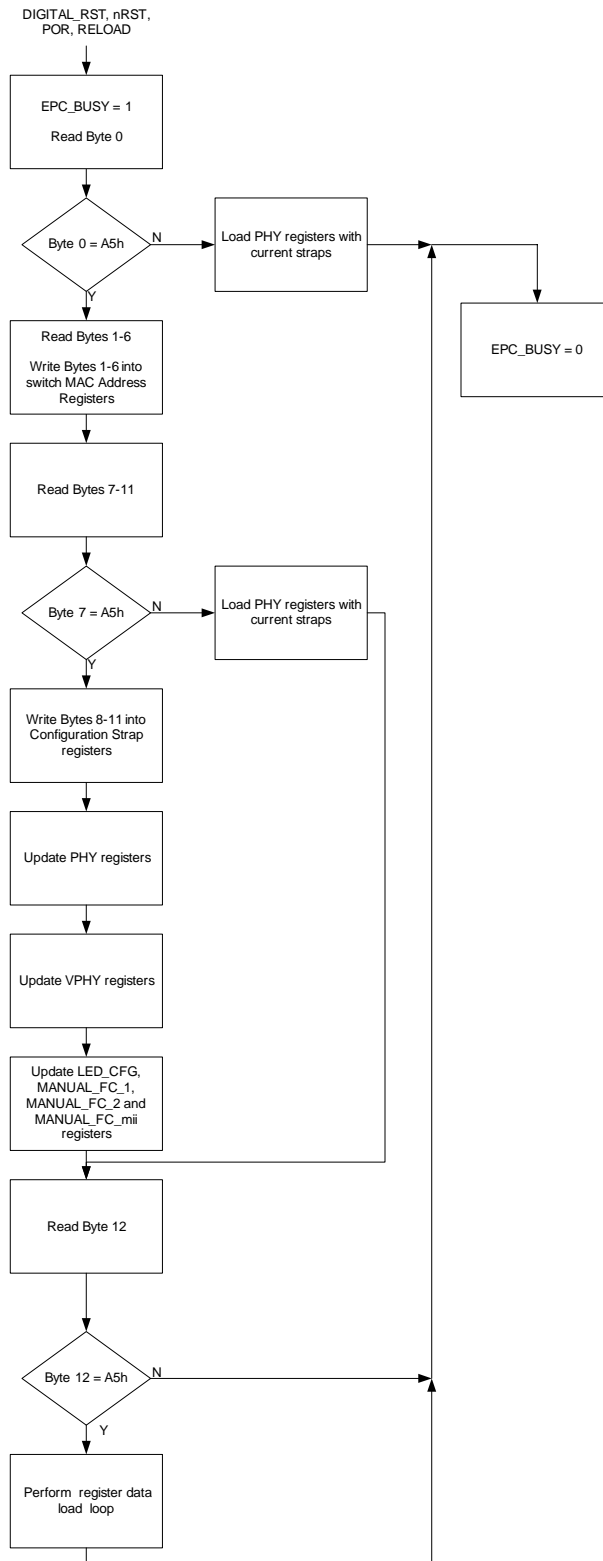 DIGITAL_RST, nRST,
POR, RELOAD
EPC_BUSY = 1
Read Byte 0
Byte 0 = A5h
N
Load PHY registers with
current straps
Y
EPC_BUSY = 0
Read Bytes 1-6
Write Bytes 1-6 into
switch MAC Address
Registers
Read Bytes 7-11
Byte 7 = A5h
N
Load PHY registers with
current straps
Y
Write Bytes 8-11 into
Configuration Strap
registers
Update PHY registers
Update VPHY registers
Update LED_CFG,
MANUAL_FC_1,
MANUAL_FC_2 and
MANUAL_FC_mii
registers
Read Byte 12
Byte 12 = A5h
N
Y
Perform register data
load loop